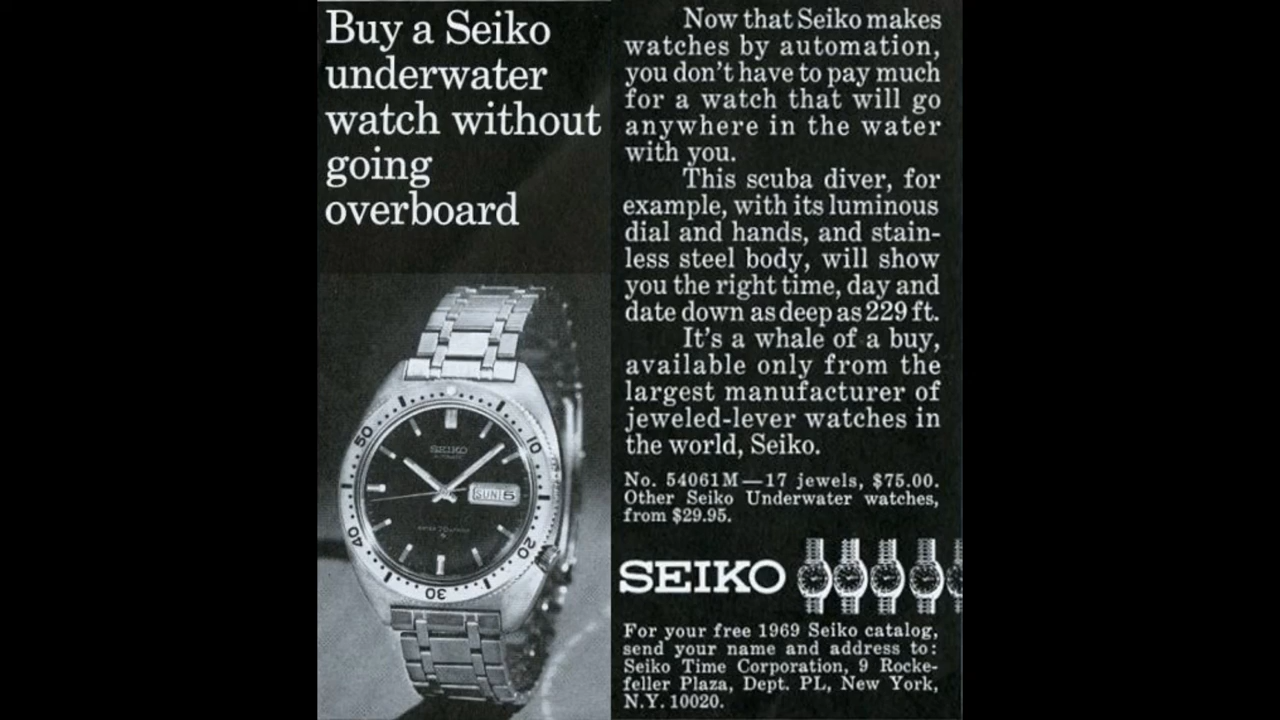 Buy a Seiko
underwater
watch without
going
overboard
50
10
SEIKO
AUTOMATIC
SUN 5
40
20
30
Now that Seiko makes
watches by automation,
you don't have to pay much
for a watch that will go
anywhere in the water
with you.
This scuba diver, for
example, with its luminous
dial and hands, and stain-
less steel body, will show
you the right time, day and
date down as deep as 229 ft.
It's a whale of a buy,
available only from the
largest manufacturer of
jeweled-lever watches in
the world, Seiko.
No. 54061M—17 jewels, $75.00.
Other Seiko Underwater watches,
from $29.95.
SEIKO
For your free 1969 Seiko catalog,
send your name and address to:
Seiko Time Corporation, 9 Rocke-
feller Plaza, Dept. PL, New York,
N.Y. 10020.